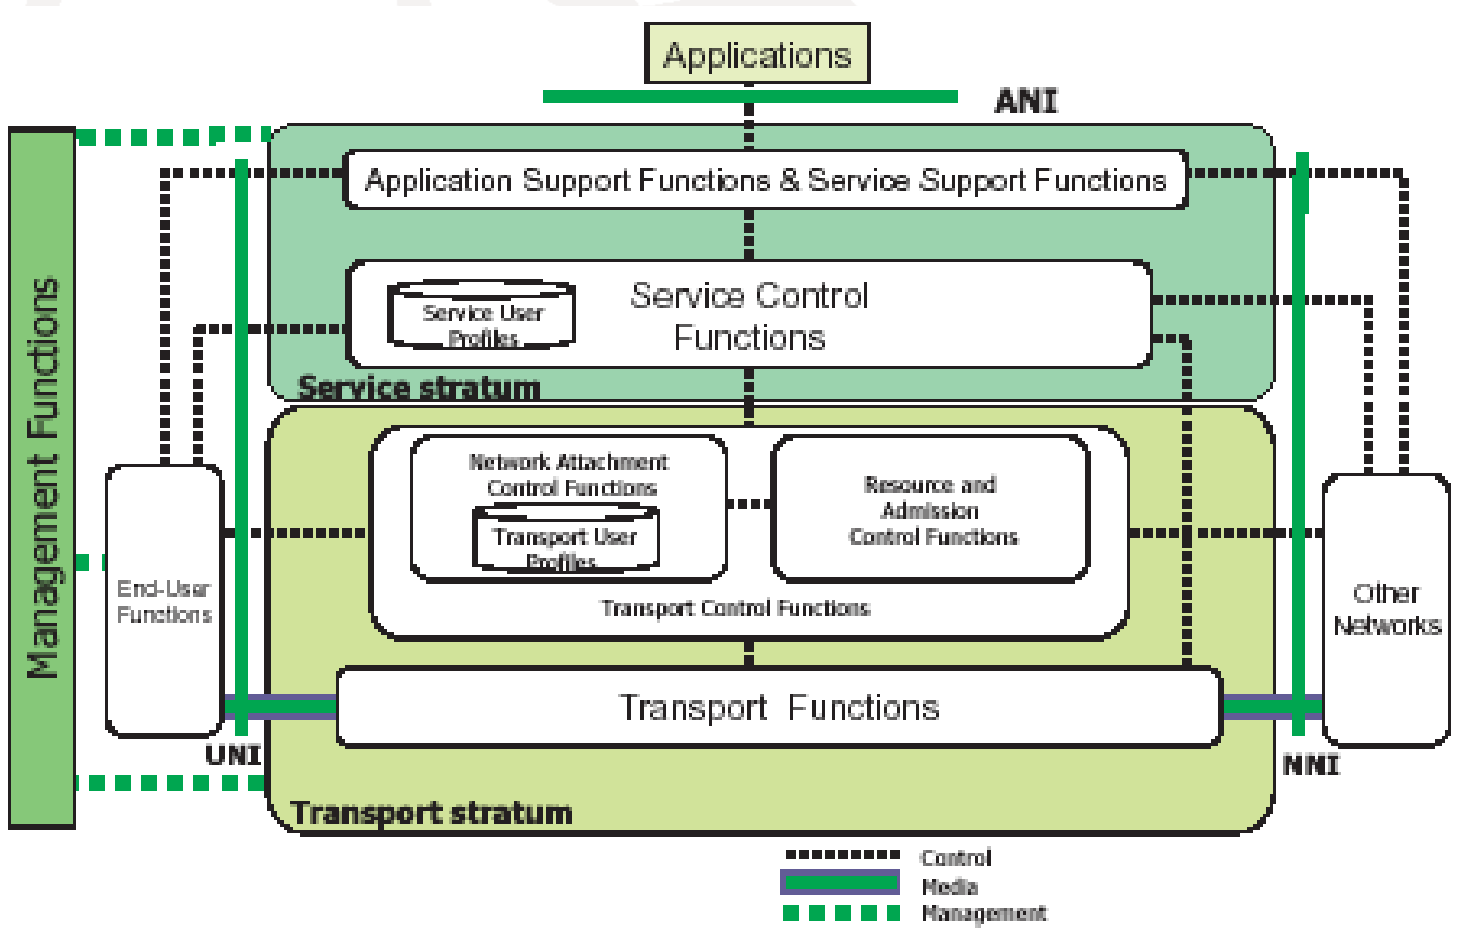 Applications
ANI
Application Support Functions & Service Support Functions
Service User
Profiles
Service Control
Functions
Service stratum
Management Functions
Network Attachment
Control Functions
Transport User
Profiles
Resource and
Admission
Control Functions
Transport Control Functions
End-User
Functions
Other
Networks
Transport Functions
UNI
NNI
Transport stratum
Control
Media
Management